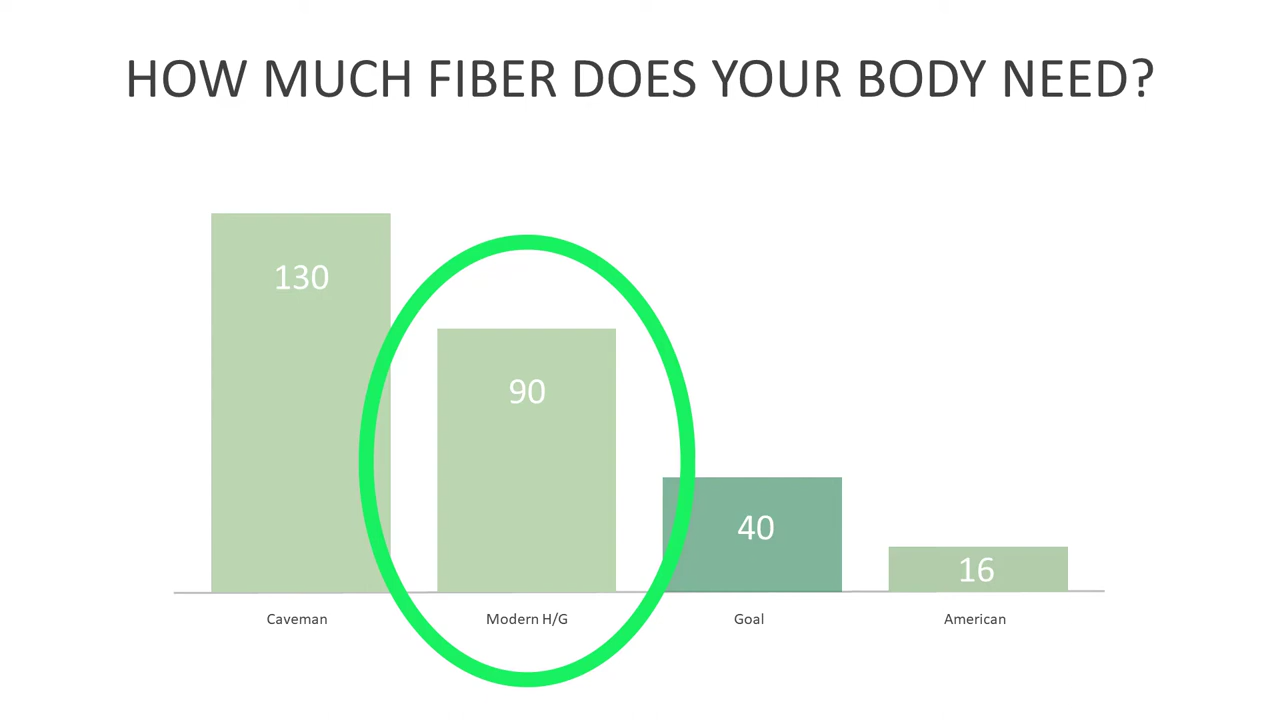 HOW MUCH FIBER DOES YOUR BODY NEED?
130
90
40
16
Caveman
Modern H/G
Goal
American